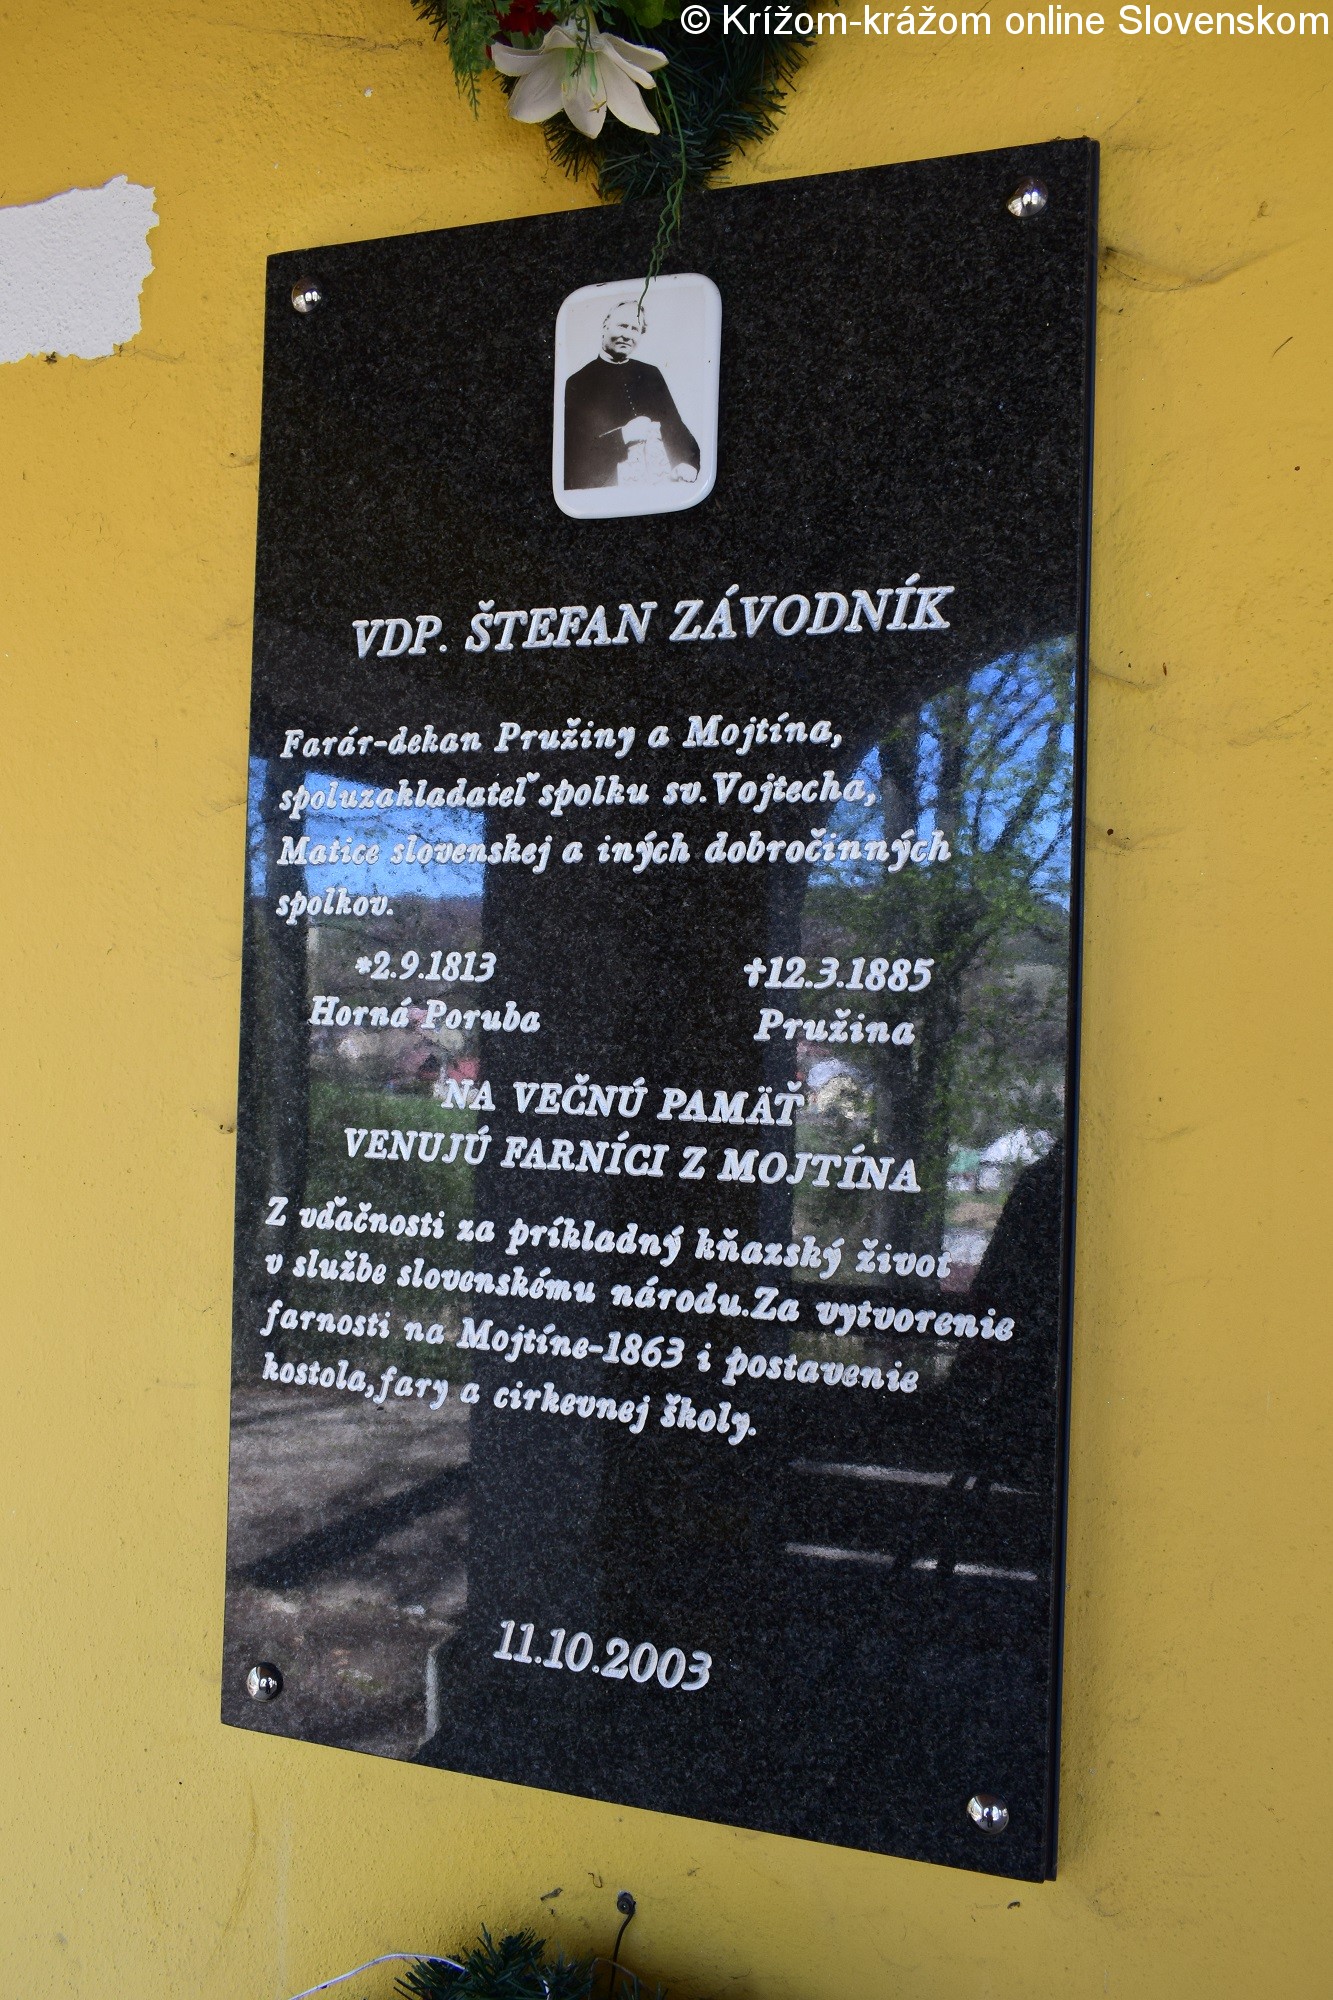 © Krížom-krážom online Slovenskom
VDP. ŠTEFAN ZÁVODNÍK
Farár-dekan Pružiny a Mojtína,
spoluzakladateľ spolku sv. Vojtecha,
Matice slovenskej a iných dobročinných
spolkov.
*2.9.1813 †12.3.1885
Horná Poruba Pružina
NA VEČNÚ PAMÄŤ
VENUJÚ FARNÍCI Z MOJTÍNA
Z vďačnosti za príkladný kňazský život
v službe slovenskému národu. Za vytvorenie
farnosti na Mojtíne-1863 i postavenie
kostola, fary a cirkevnej školy.
11.10.2003